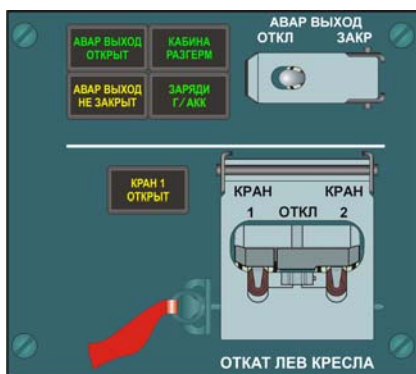 АВАР ВЫХОД
ОТКЛ ЗАКР
АВАР ВЫХОД
ОТКРЫТ
КАБИНА
РАЗГЕРМ
АВАР ВЫХОД
НЕ ЗАКРЫТ
ЗАРЯДИ
Г/АКК
КРАН 1
ОТКРЫТ
КРАН КРАН
1 ОТКЛ 2
ОТКАТ ЛЕВ КРЕСЛА